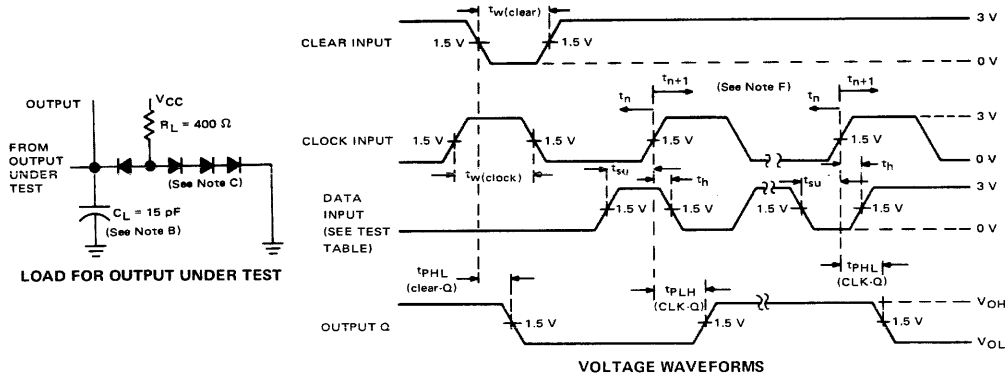 OUTPUT
VCC
RL = 400 Ω
FROM
OUTPUT
UNDER
TEST
(See Note C)
CL = 15 pF
(See Note B)
LOAD FOR OUTPUT UNDER TEST
tw(clear)
CLEAR INPUT
1.5 V
1.5 V
3 V
0 V
tn
tn+1
(See Note F)
tn
tn+1
CLOCK INPUT
1.5 V
1.5 V
1.5 V
1.5 V
3 V
0 V
tw(clock)
tsu
th
tsu
th
DATA
INPUT
(SEE TEST
TABLE)
1.5 V
1.5 V
1.5 V
1.5 V
3 V
0 V
tPHL
(clear-Q)
tPLH
(CLK-Q)
tPHL
(CLK-Q)
OUTPUT Q
1.5 V
1.5 V
1.5 V
VOH
VOL
VOLTAGE WAVEFORMS